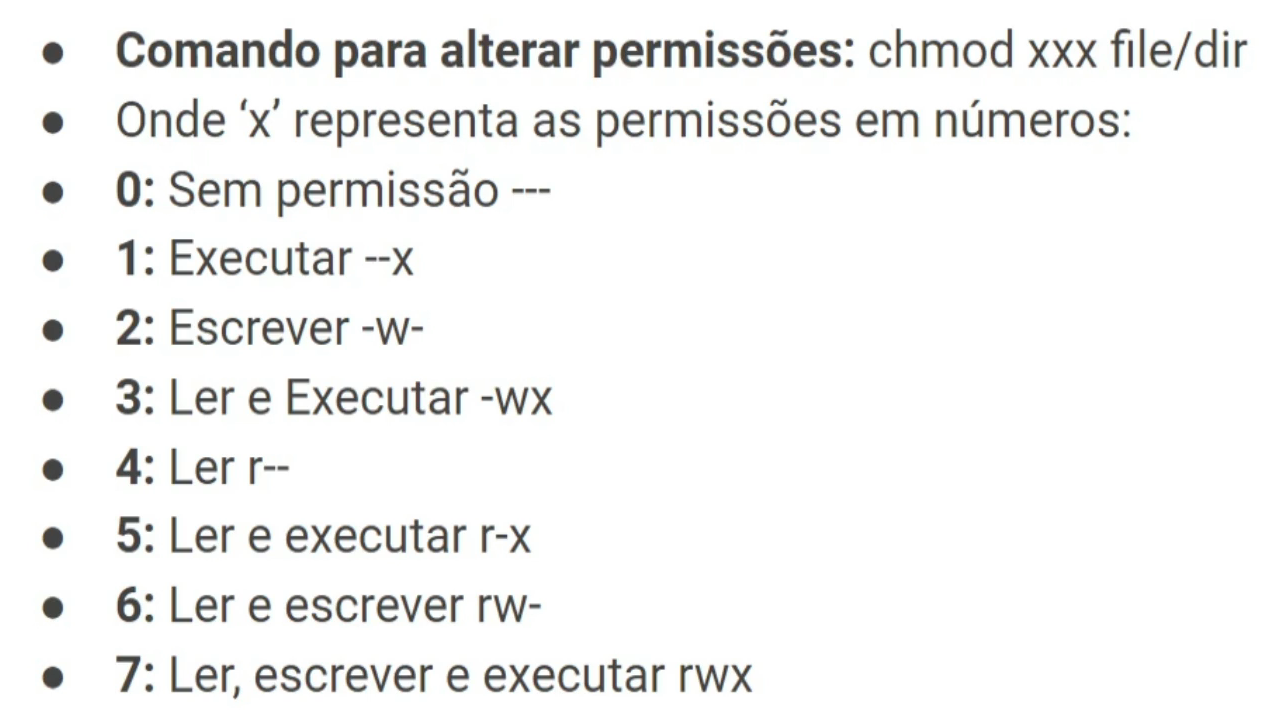 ● Comando para alterar permissões: chmod xxx file/dir
● Onde ‘x’ representa as permissões em números:
● 0: Sem permissão ---
● 1: Executar --x
● 2: Escrever -w-
● 3: Ler e Executar -wx
● 4: Ler r--
● 5: Ler e executar r-x
● 6: Ler e escrever rw-
● 7: Ler, escrever e executar rwx